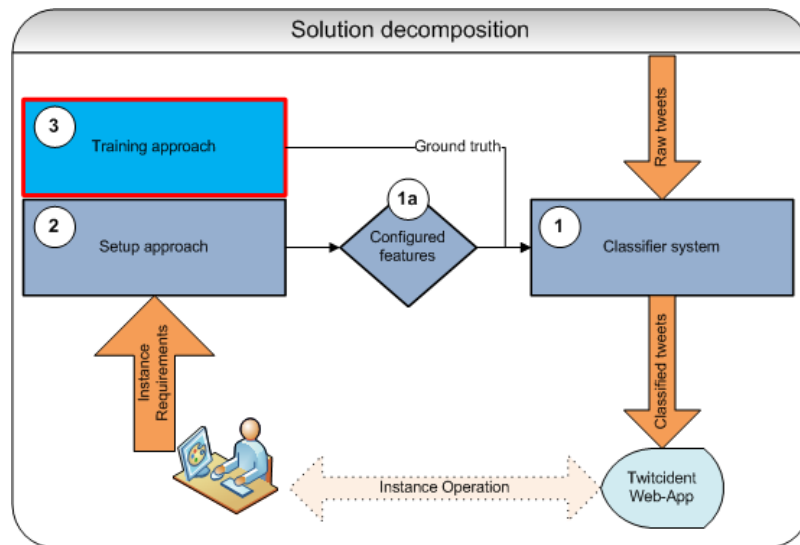 Solution decomposition
3
Training approach
Ground truth
Raw tweets
2
Setup approach
1a
Configured
features
1
Classifier system
Instance
Requirements
Classified tweets
Instance Operation
Twitcident
Web-App